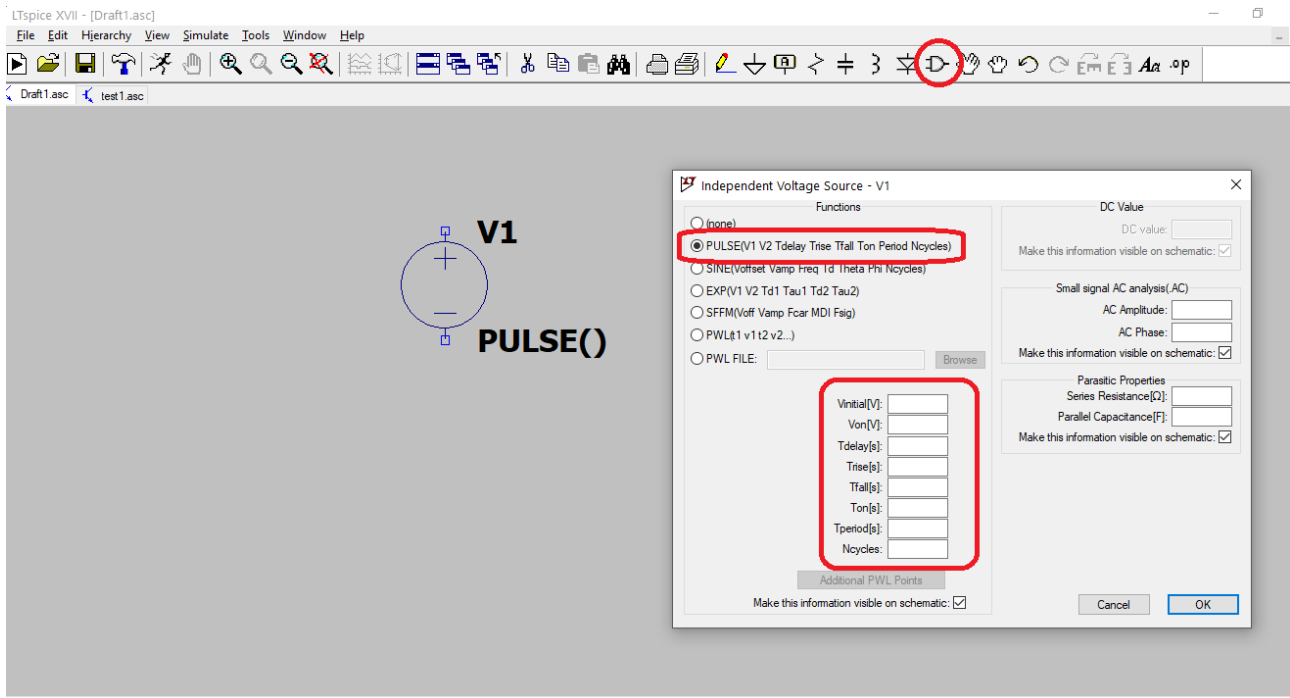 LTspice XVII - [Draft1.asc]
File Edit Hierarchy View Simulate Tools Window Help
Aa .op
Draft1.asc test1.asc
V1
PULSE()
Independent Voltage Source - V1
Functions
(none)
PULSE(V1 V2 Tdelay Trise Tfall Ton Period Ncycles)
SINE(Voffset Vamp Freq Td Theta Phi Ncycles)
EXP(V1 V2 Td1 Tau1 Td2 Tau2)
SFFM(Voff Vamp Fcar MDI Fsig)
PWL(t1 v1 t2 v2...)
PWL FILE: Browse
Vinitial[V]:
Von[V]:
Tdelay[s]:
Trise[s]:
Tfall[s]:
Ton[s]:
Tperiod[s]:
Ncycles:
Additional PWL Points
Make this information visible on schematic:
DC Value
DC value:
Make this information visible on schematic:
Small signal AC analysis(.AC)
AC Amplitude:
AC Phase:
Make this information visible on schematic:
Parasitic Properties
Series Resistance[Ω]:
Parallel Capacitance[F]:
Make this information visible on schematic:
Cancel OK